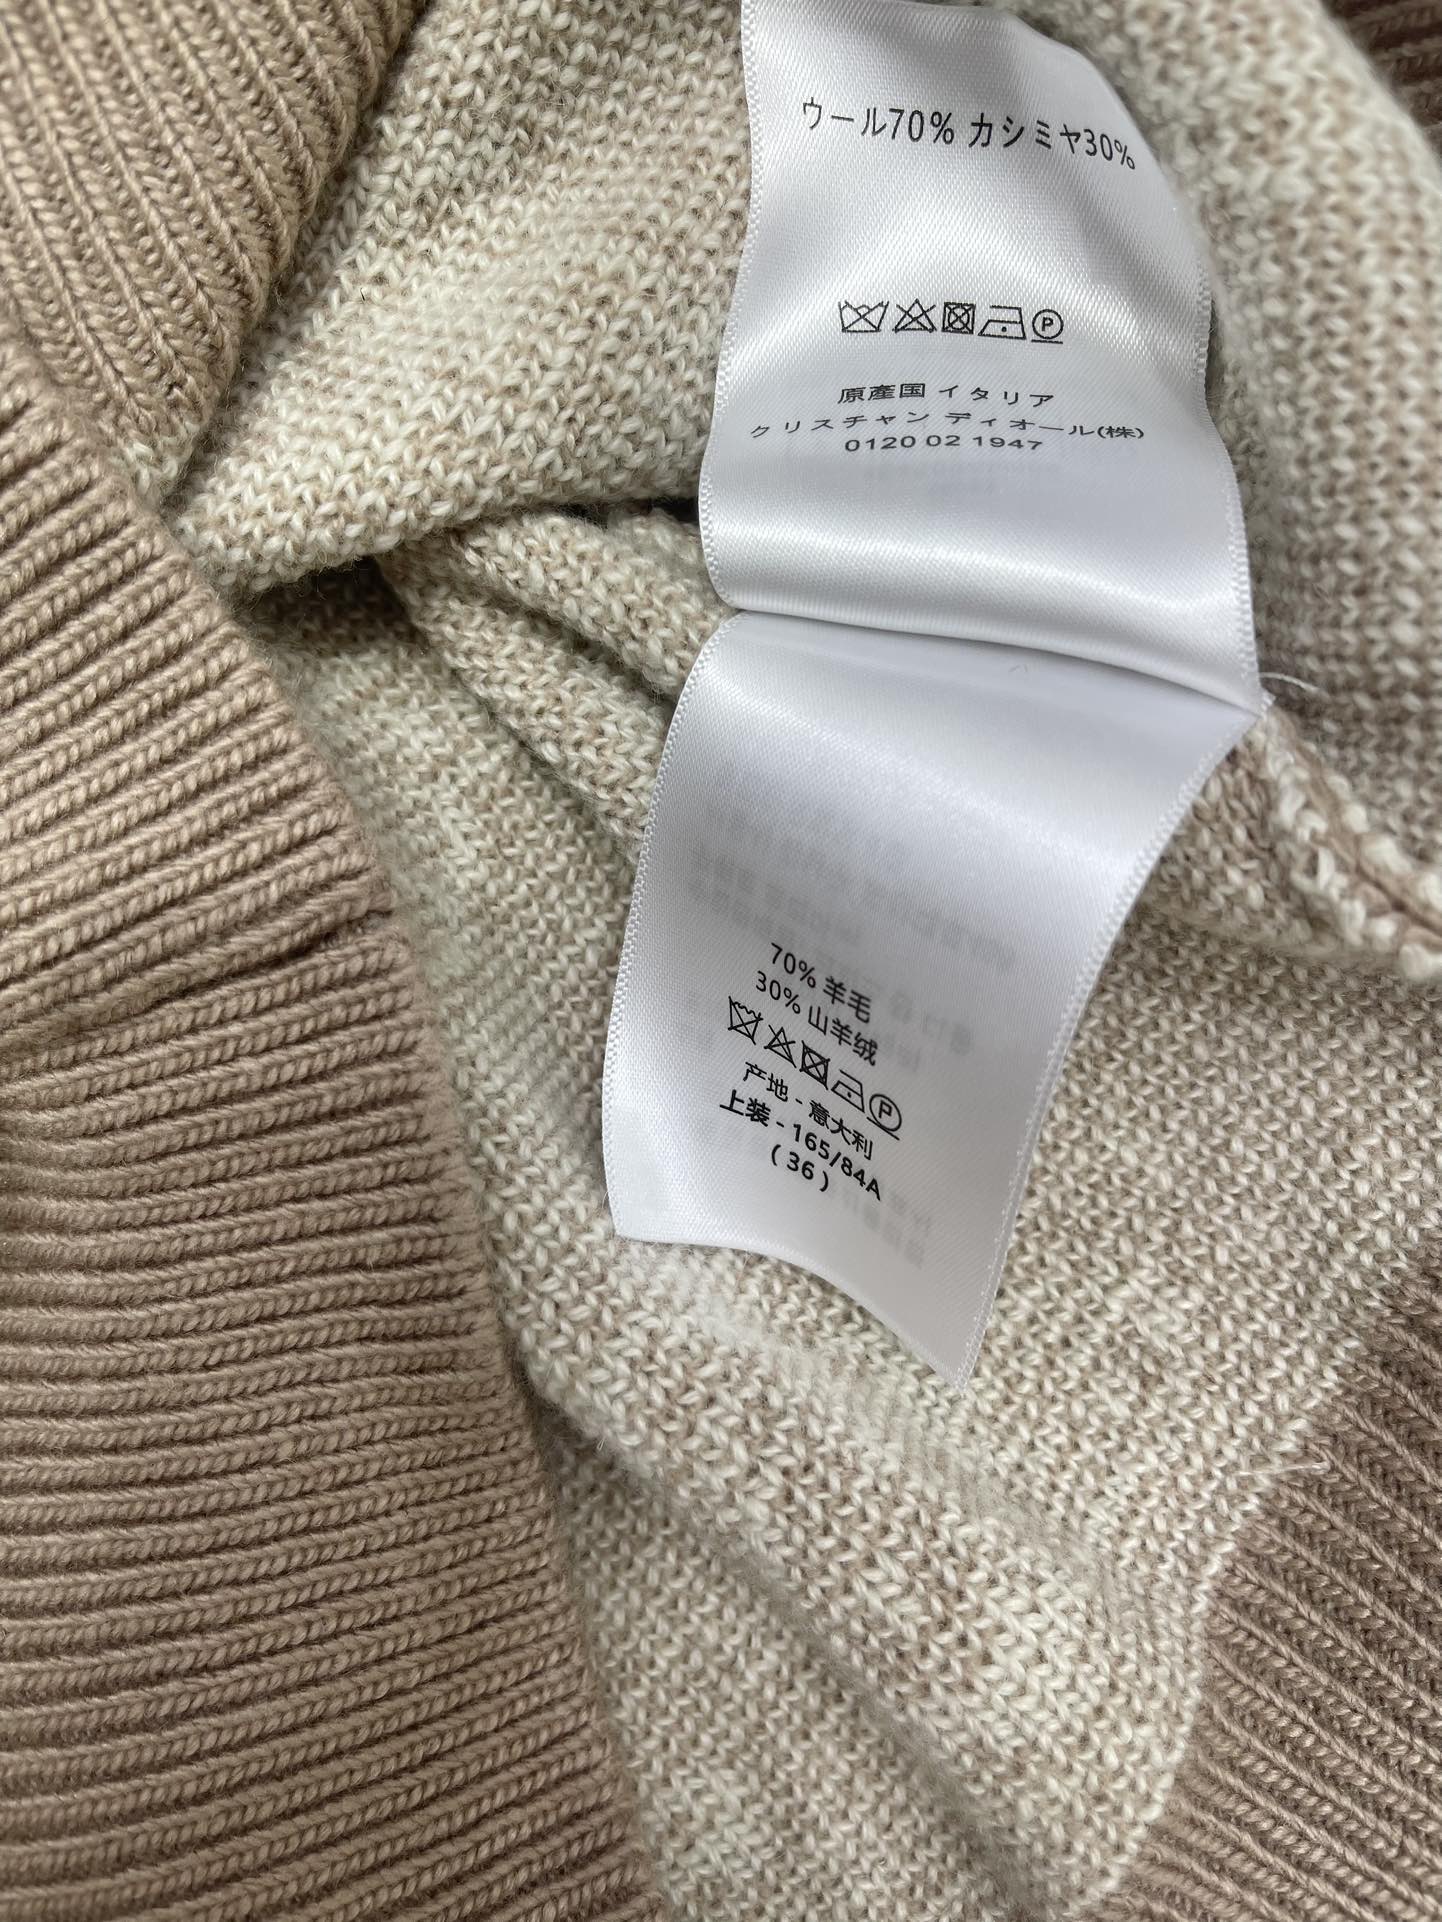 ウール70% カシミヤ30%
原産国 イタリア
クリスチャン ディオール(株)
0120 02 1947
70% 羊毛
30% 山羊绒
产地 - 意大利
上装 - 165/84A
( 36 )